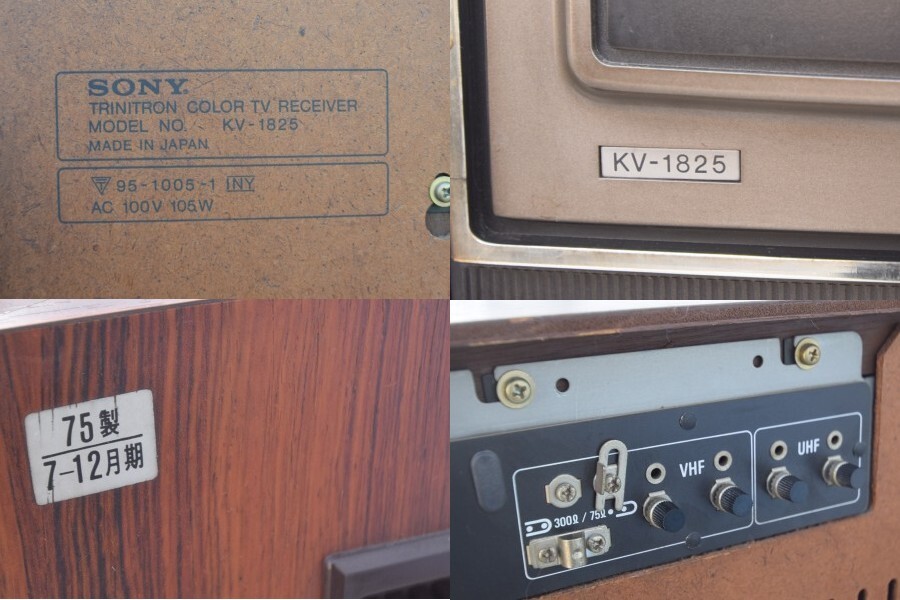 SONY.
TRINITRON COLOR TV RECEIVER
MODEL NO. KV-1825
MADE IN JAPAN
95-1005-1 NY
AC 100V 105W
KV-1825
75製
7-12月期
VHF
UHF
300Ω / 75Ω